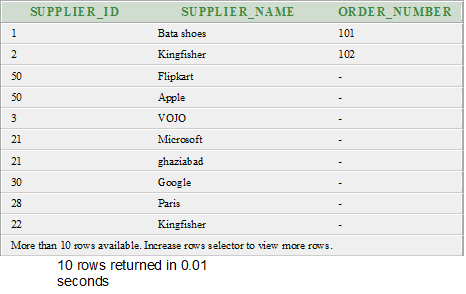 SUPPLIER_ID SUPPLIER_NAME ORDER_NUMBER
1 Bata shoes 101
2 Kingfisher 102
50 Flipkart -
50 Apple -
3 VOJO -
21 Microsoft -
21 ghaziabad -
30 Google -
28 Paris -
22 Kingfisher -
More than 10 rows available. Increase rows selector to view more rows.
10 rows returned in 0.01
seconds